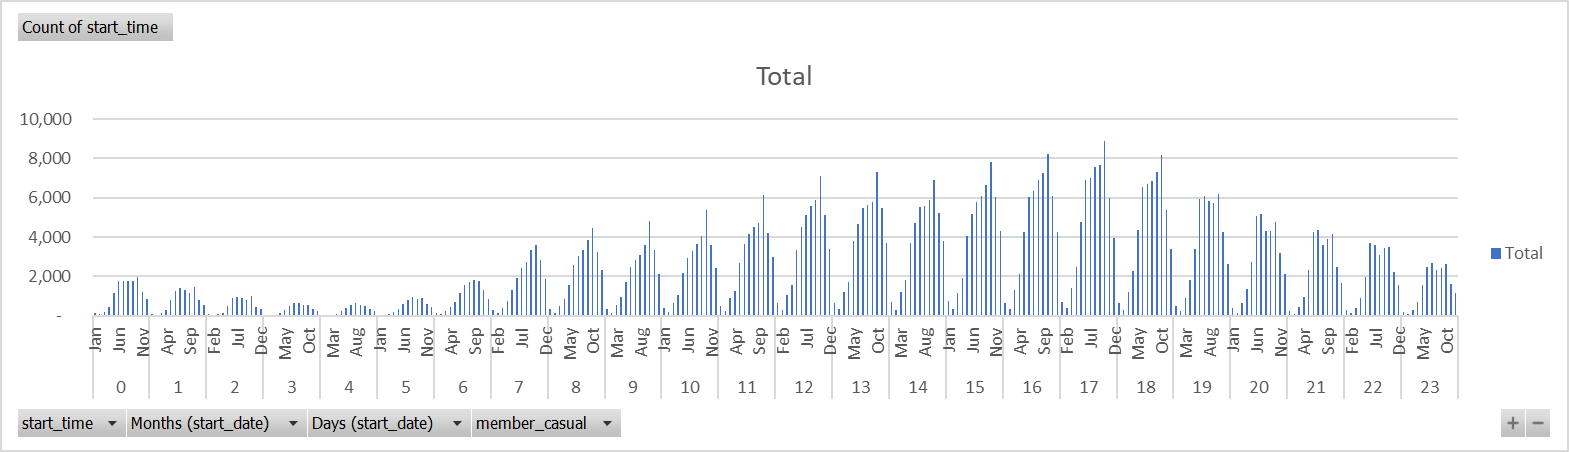 Count of start_time
Total
10,000
8,000
6,000
4,000
2,000
-
Total
Jan Jun Nov Apr Sep Feb Jul Dec May Oct Mar Aug Jan Jun Nov Apr Sep Feb Jul Dec May Oct Mar Aug Jan Jun Nov Apr Sep Feb Jul Dec May Oct Mar Aug Jan Jun Nov Apr Sep Feb Jul Dec May Oct Mar Aug Jan Jun Nov Apr Sep Feb Jul Dec May Oct
0 1 2 3 4 5 6 7 8 9 10 11 12 13 14 15 16 17 18 19 20 21 22 23
start_time Months (start_date) Days (start_date) member_casual + -